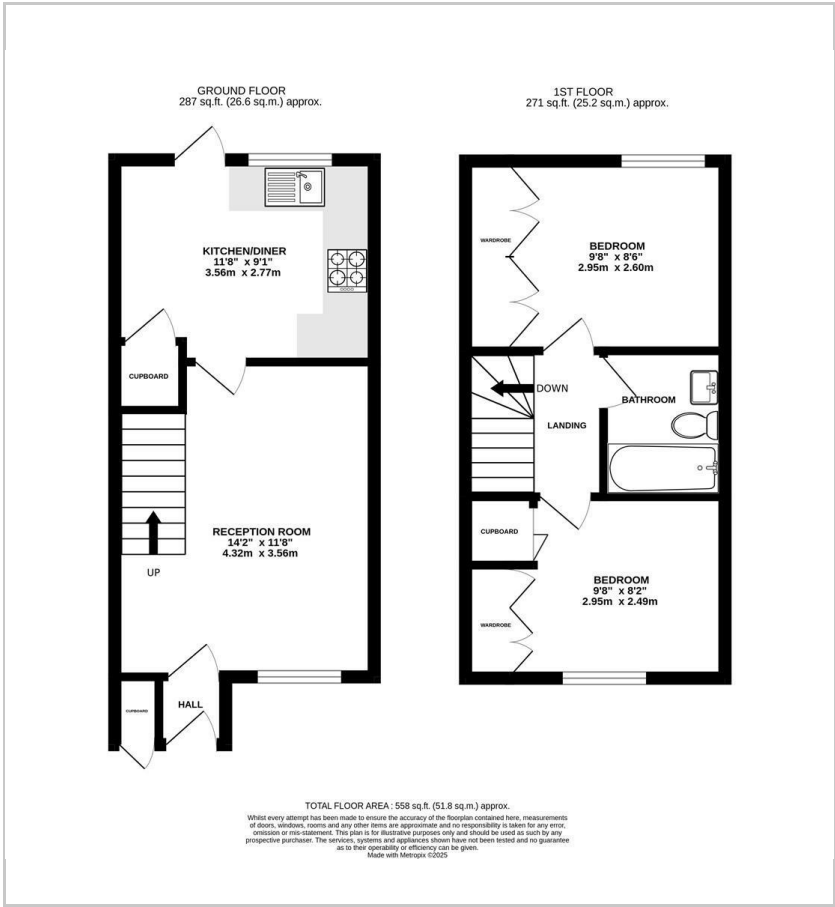 GROUND FLOOR
287 sq.ft. (26.6 sq.m.) approx.
KITCHEN/DINER
11'8" x 9'1"
3.56m x 2.77m
CUPBOARD
RECEPTION ROOM
14'2" x 11'8"
4.32m x 3.56m
UP
HALL
CUPBOARD
1ST FLOOR
271 sq.ft. (25.2 sq.m.) approx.
WARDROBE
BEDROOM
9'8" x 8'6"
2.95m x 2.60m
DOWN
BATHROOM
LANDING
CUPBOARD
BEDROOM
9'8" x 8'2"
2.95m x 2.49m
WARDROBE
TOTAL FLOOR AREA : 558 sq.ft. (51.8 sq.m.) approx.
Whilst every attempt has been made to ensure the accuracy of the floorplan contained here, measurements
of doors, windows, rooms and any other items are approximate and no responsibility is taken for any error,
omission or mis-statement. This plan is for illustrative purposes only and should be used as such by any
prospective purchaser. The services, systems and appliances shown have not been tested and no guarantee
as to their operability or efficiency can be given.
Made with Metropix ©2025